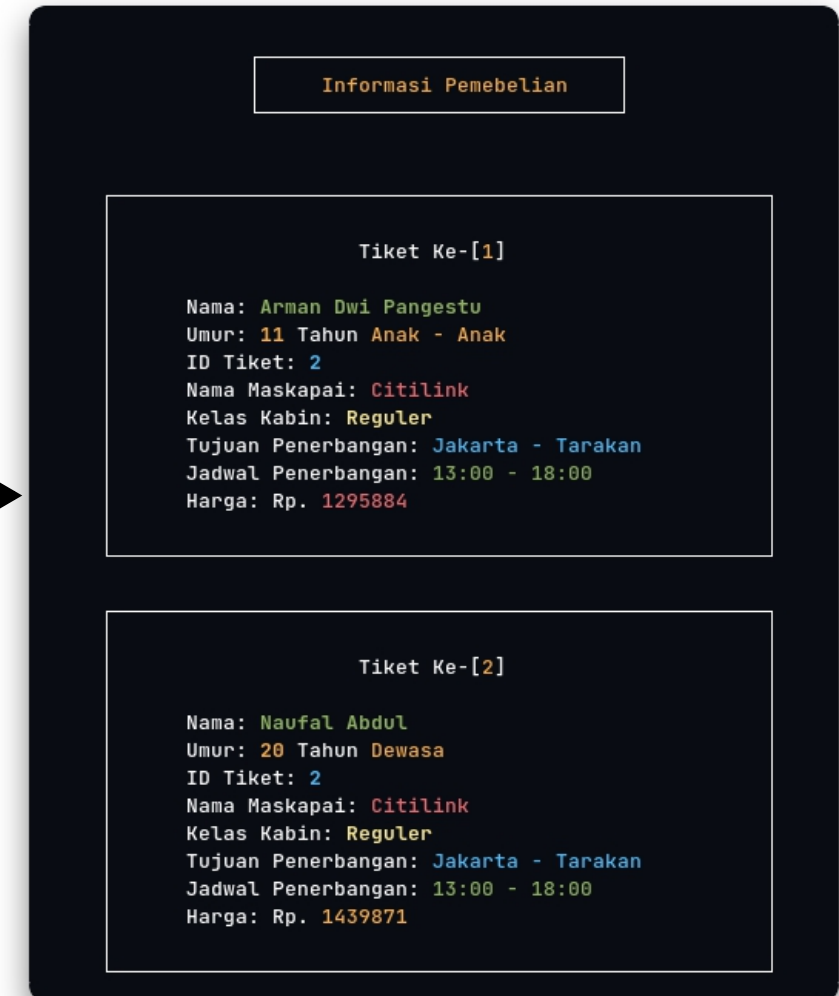 Informasi Pemebelian
Tiket Ke-[1]
Nama: Arman Dwi Pangestu
Umur: 11 Tahun Anak - Anak
ID Tiket: 2
Nama Maskapai: Citilink
Kelas Kabin: Reguler
Tujuan Penerbangan: Jakarta - Tarakan
Jadwal Penerbangan: 13:00 - 18:00
Harga: Rp. 1295884
Tiket Ke-[2]
Nama: Naufal Abdul
Umur: 20 Tahun Dewasa
ID Tiket: 2
Nama Maskapai: Citilink
Kelas Kabin: Reguler
Tujuan Penerbangan: Jakarta - Tarakan
Jadwal Penerbangan: 13:00 - 18:00
Harga: Rp. 1439871